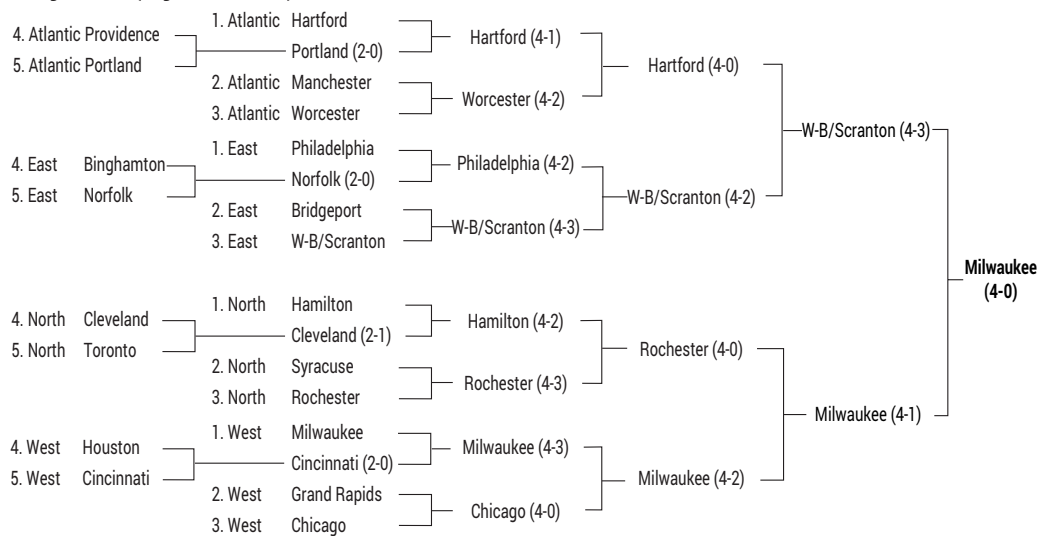 4. Atlantic Providence
5. Atlantic Portland
1. Atlantic Hartford
Portland (2-0)
2. Atlantic Manchester
3. Atlantic Worcester
Hartford (4-1)
Worcester (4-2)
Hartford (4-0)
4. East Binghamton
5. East Norfolk
1. East Philadelphia
Norfolk (2-0)
2. East Bridgeport
3. East W-B/Scranton
Philadelphia (4-2)
W-B/Scranton (4-3)
W-B/Scranton (4-2)
W-B/Scranton (4-3)
4. North Cleveland
5. North Toronto
1. North Hamilton
Cleveland (2-1)
2. North Syracuse
3. North Rochester
Hamilton (4-2)
Rochester (4-3)
Rochester (4-0)
4. West Houston
5. West Cincinnati
1. West Milwaukee
Cincinnati (2-0)
2. West Grand Rapids
3. West Chicago
Milwaukee (4-3)
Chicago (4-0)
Milwaukee (4-2)
Milwaukee (4-1)
Milwaukee
(4-0)